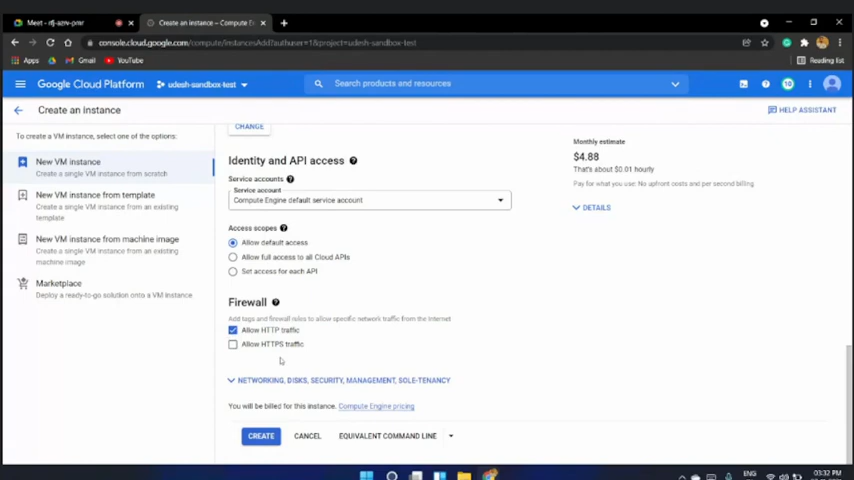 Meet - rfj-azrv-pmr
Create an instance – Compute E
console.cloud.google.com/compute/instancesAdd?authuser=1&project=udesh-sandbox-test
Apps
Gmail
YouTube
Reading list
Google Cloud Platform
udesh-sandbox-test
Search products and resources
10
Create an instance
HELP ASSISTANT
To create a VM instance, select one of the options:
New VM instance
Create a single VM instance from scratch
New VM instance from template
Create a single VM instance from an existing
template
New VM instance from machine image
Create a single VM instance from an existing
machine image
Marketplace
Deploy a ready-to-go solution onto a VM instance
CHANGE
Identity and API access
Service accounts
Service account
Compute Engine default service account
Access scopes
Allow default access
Allow full access to all Cloud APIs
Set access for each API
Firewall
Add tags and firewall rules to allow specific network traffic from the Internet
Allow HTTP traffic
Allow HTTPS traffic
NETWORKING, DISKS, SECURITY, MANAGEMENT, SOLE-TENANCY
You will be billed for this instance. Compute Engine pricing
CREATE
CANCEL
EQUIVALENT COMMAND LINE
Monthly estimate
$4.88
That's about $0.01 hourly
Pay for what you use: No upfront costs and per second billing
DETAILS
ENG
03:32 PM